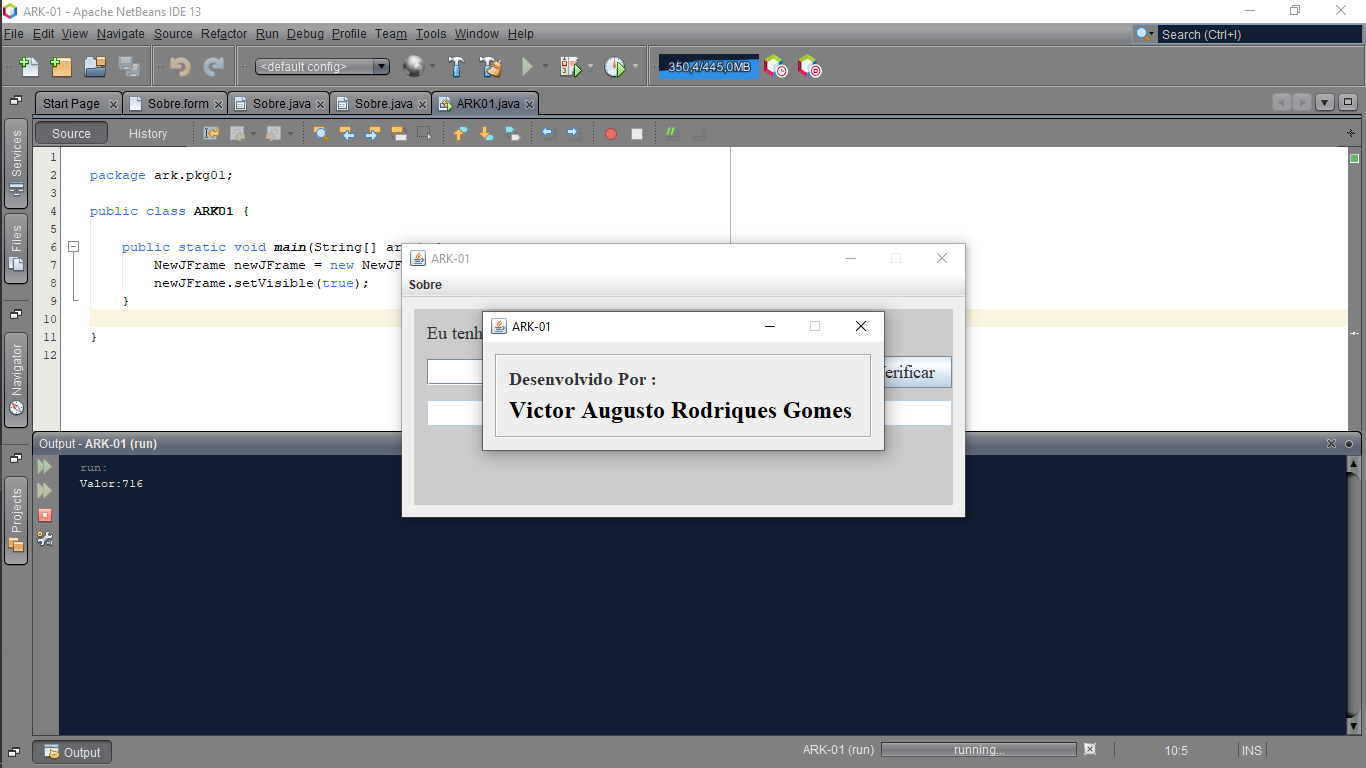 ARK-01 - Apache NetBeans IDE 13
File Edit View Navigate Source Refactor Run Debug Profile Team Tools Window Help
Search (Ctrl+I)
<default config>
350,4/445,0MB
Start Page
Sobre.form
Sobre.java
Sobre.java
ARK01.java
Source
History
Services
Files
Navigator
Projects
1
2 package ark.pkg01;
3
4 public class ARK01 {
5
6 public static void main(String[] ar
7 NewJFrame newJFrame = new NewJF
8 newJFrame.setVisible(true);
9 }
10
11 }
12
ARK-01
Sobre
Eu tenh
erificar
ARK-01
Desenvolvido Por :
Victor Augusto Rodriques Gomes
Output - ARK-01 (run)
run:
Valor:716
Output
ARK-01 (run)
running...
10:5
INS